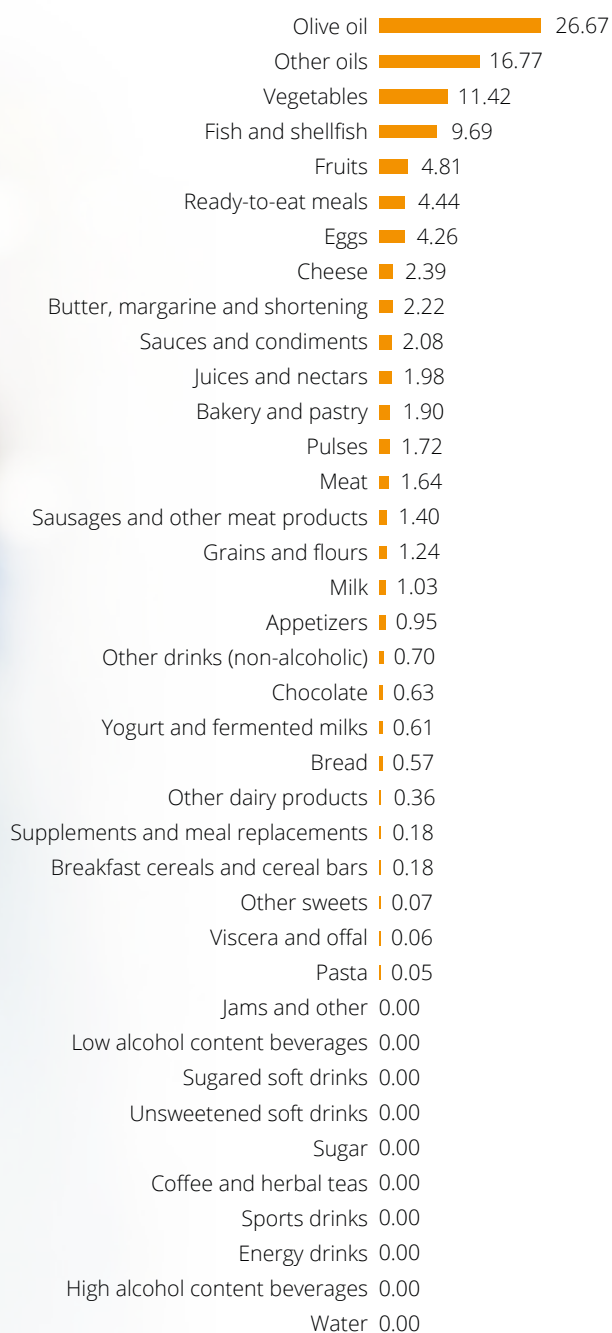 Olive oil 26.67
Other oils 16.77
Vegetables 11.42
Fish and shellfish 9.69
Fruits 4.81
Ready-to-eat meals 4.44
Eggs 4.26
Cheese 2.39
Butter, margarine and shortening 2.22
Sauces and condiments 2.08
Juices and nectars 1.98
Bakery and pastry 1.90
Pulses 1.72
Meat 1.64
Sausages and other meat products 1.40
Grains and flours 1.24
Milk 1.03
Appetizers 0.95
Other drinks (non-alcoholic) 0.70
Chocolate 0.63
Yogurt and fermented milks 0.61
Bread 0.57
Other dairy products 0.36
Supplements and meal replacements 0.18
Breakfast cereals and cereal bars 0.18
Other sweets 0.07
Viscera and offal 0.06
Pasta 0.05
Jams and other 0.00
Low alcohol content beverages 0.00
Sugared soft drinks 0.00
Unsweetened soft drinks 0.00
Sugar 0.00
Coffee and herbal teas 0.00
Sports drinks 0.00
Energy drinks 0.00
High alcohol content beverages 0.00
Water 0.00